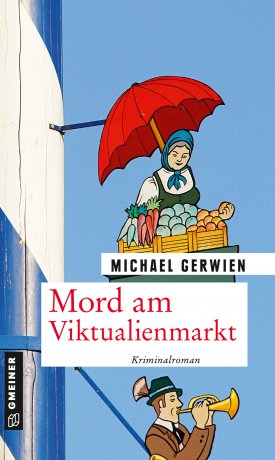 MICHAEL GERWIEN
Mord am
Viktualienmarkt
Kriminalroman
GMEINER